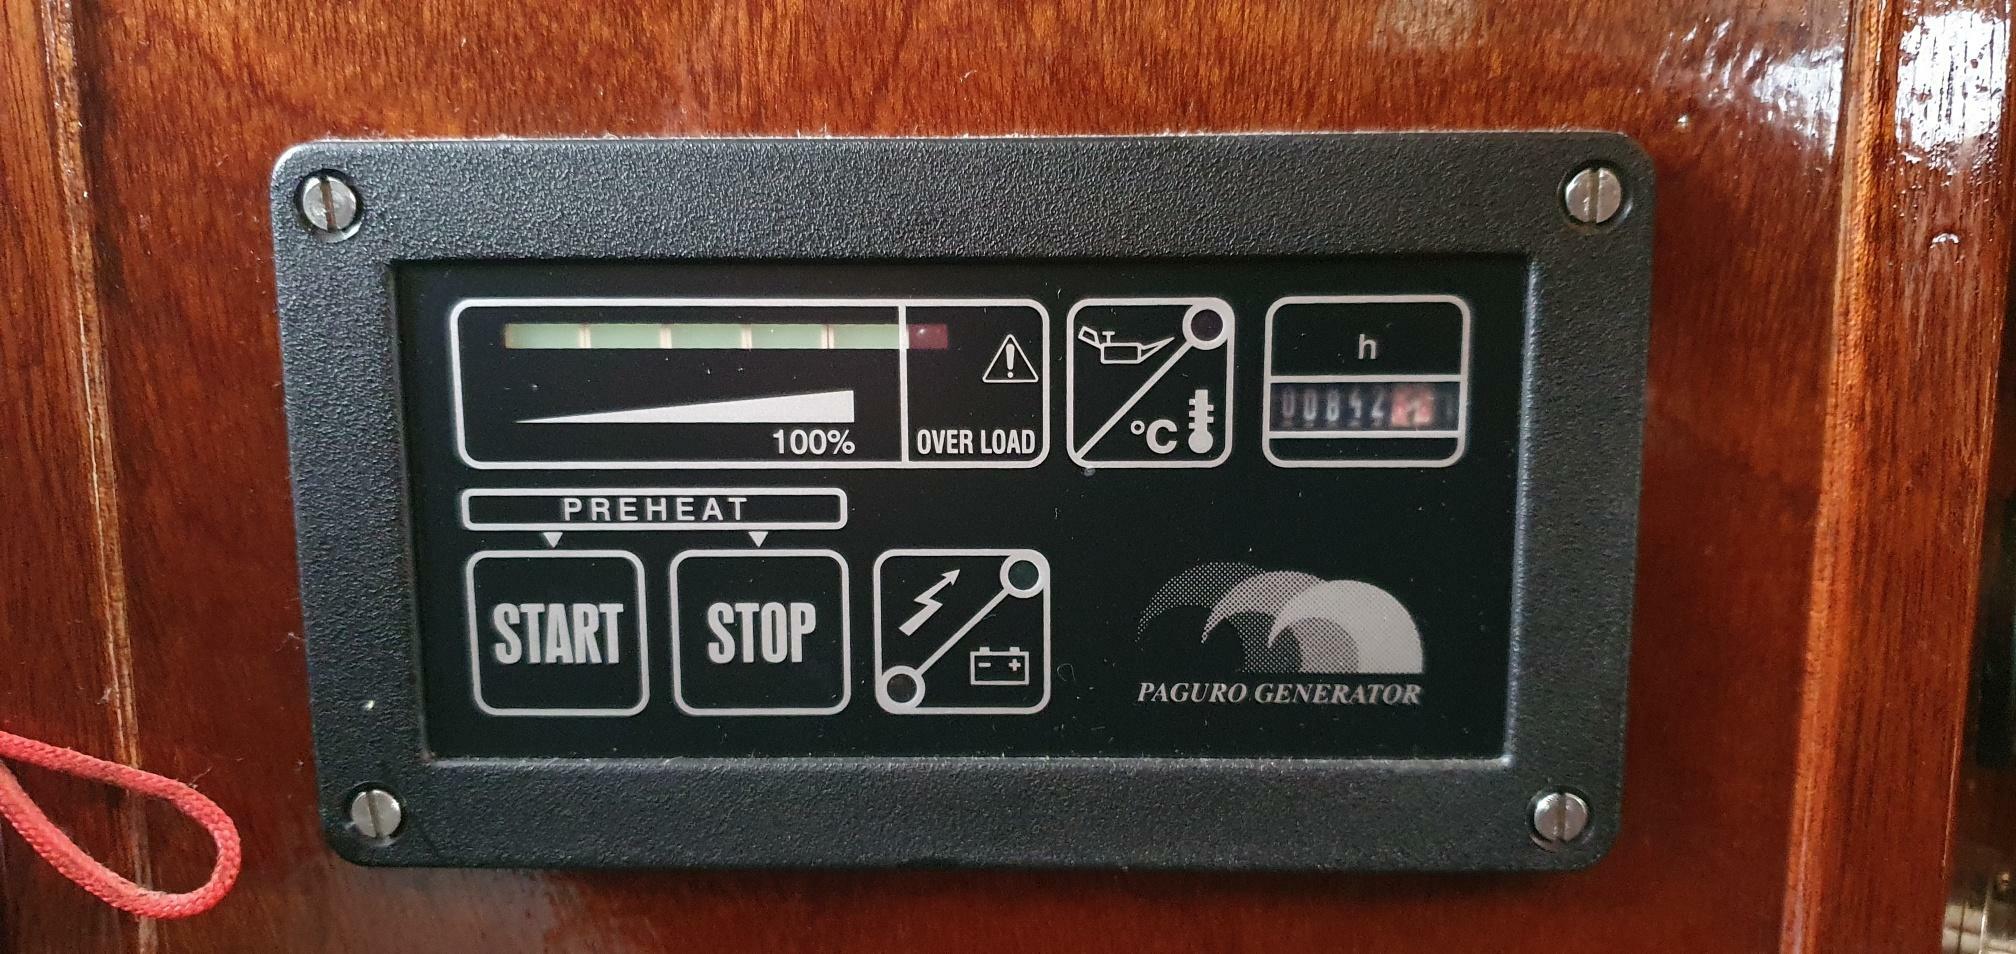 h
100%
OVER LOAD
°C
PREHEAT
START
STOP
- +
PAGURO GENERATOR